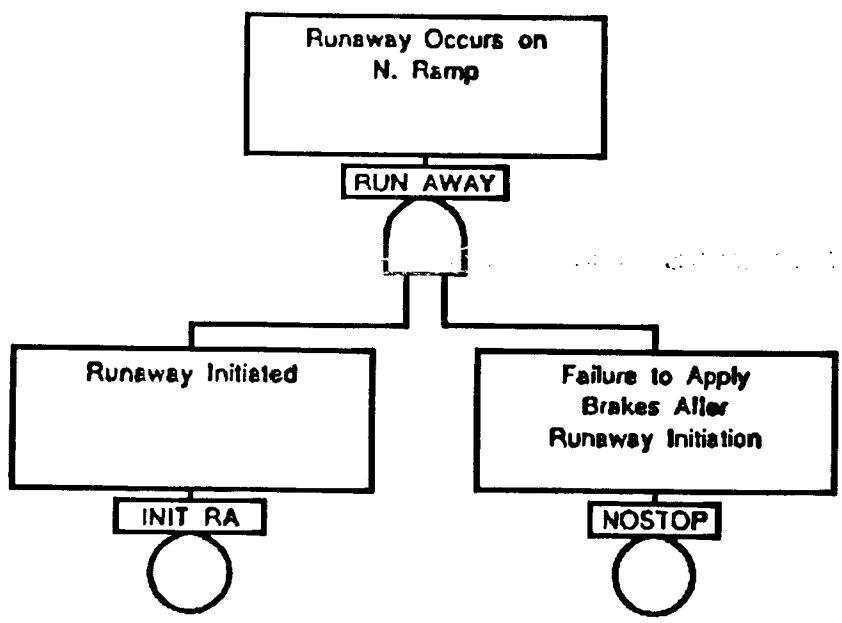 Runaway Occurs on
N. Ramp
RUN AWAY
Runaway Initiated
Failure to Apply
Brakes After
Runaway Initiation
INIT RA
NOSTOP